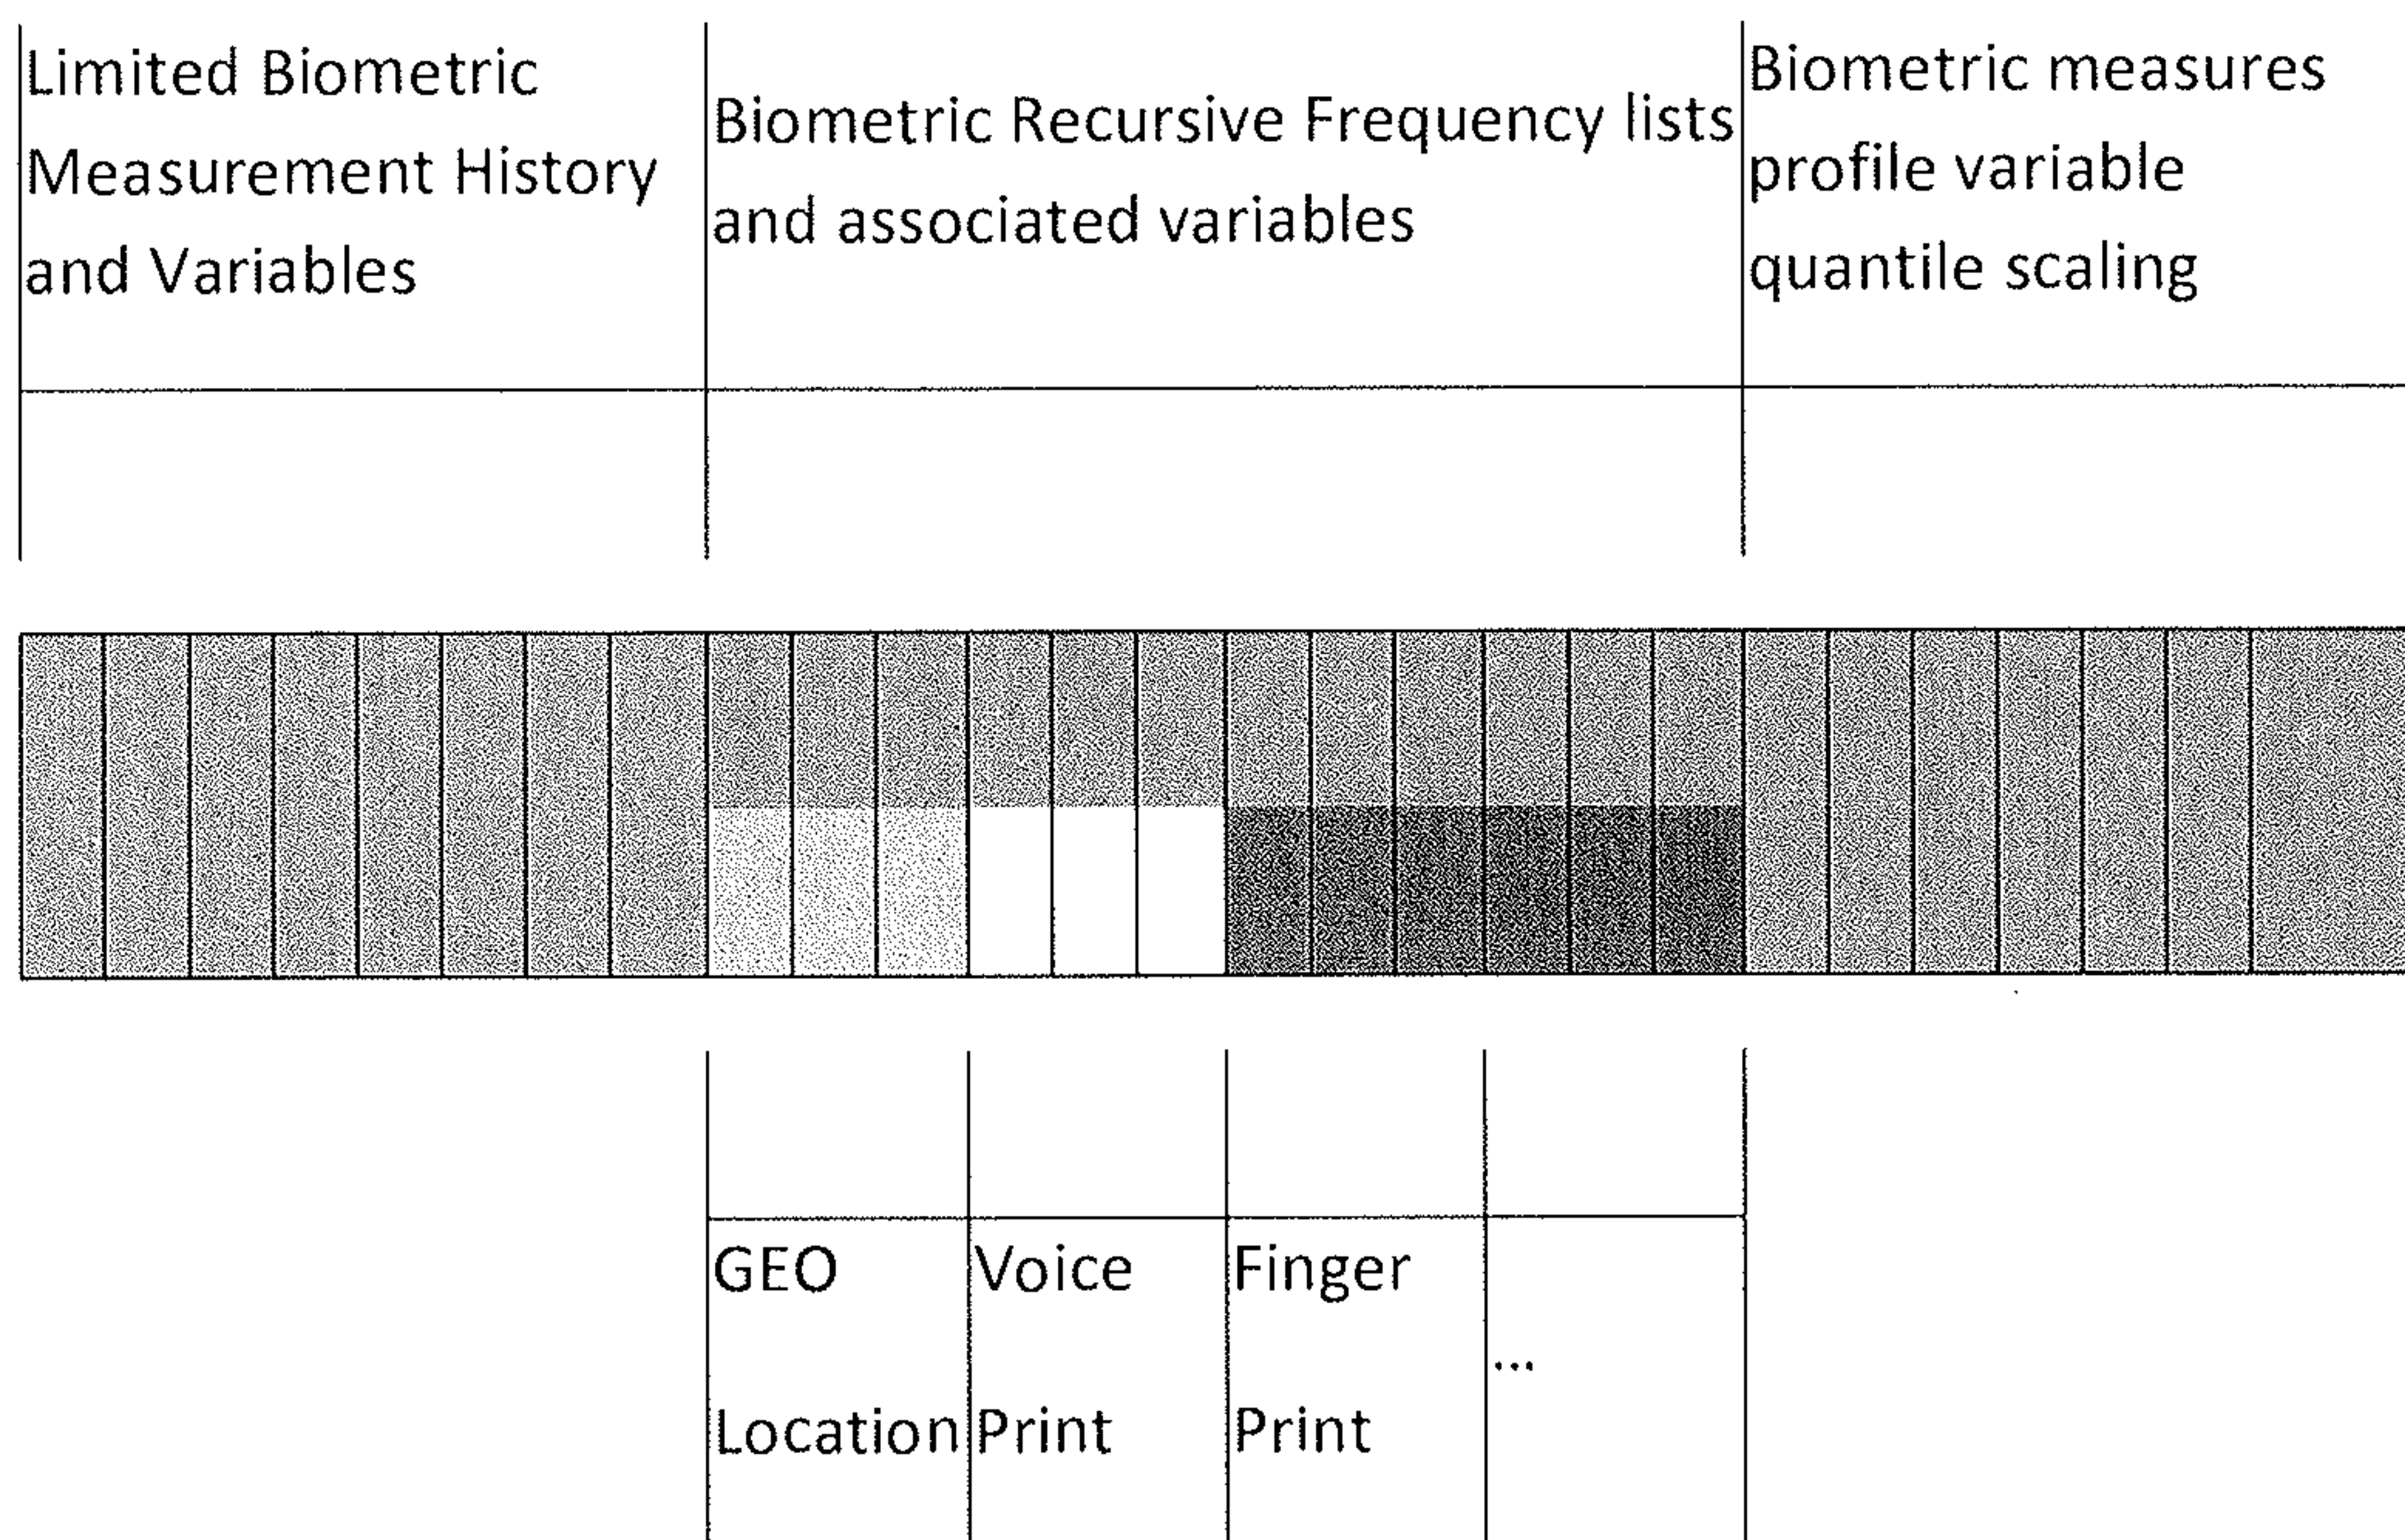 Limited Biometric
Measurement History
and Variables
Biometric Recursive Frequency lists
and associated variables
Biometric measures
profile variable
quantile scaling
GEO
Location
Voice
Print
Finger
Print
...